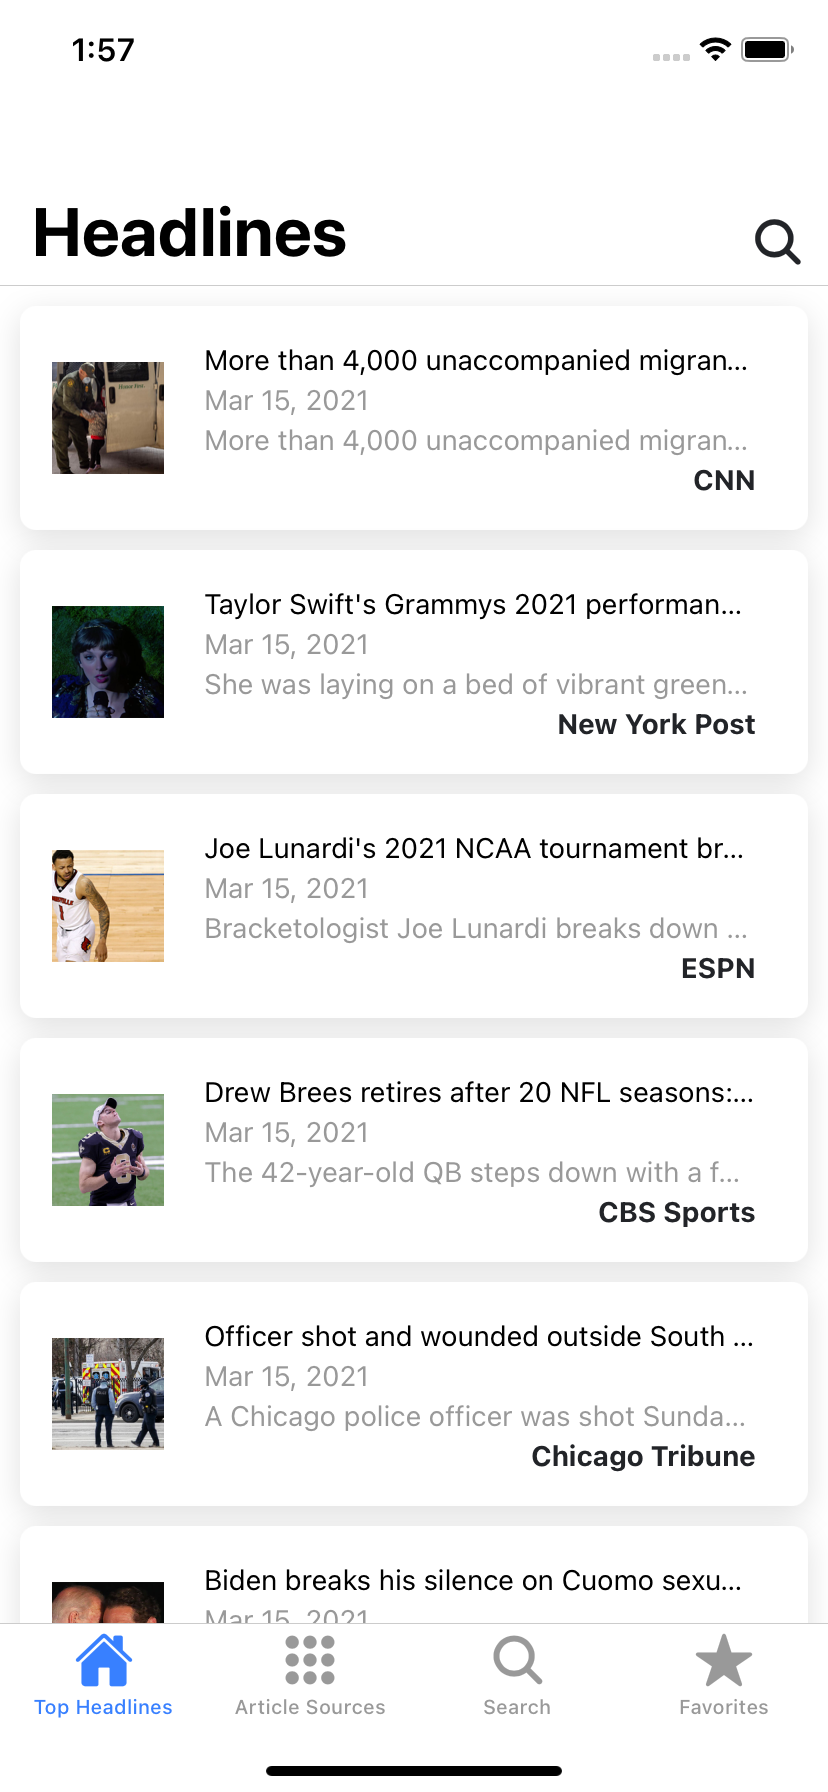 1:57
Headlines
More than 4,000 unaccompanied migran...
Mar 15, 2021
More than 4,000 unaccompanied migran...
CNN
Taylor Swift's Grammys 2021 performan...
Mar 15, 2021
She was laying on a bed of vibrant green...
New York Post
Joe Lunardi's 2021 NCAA tournament br...
Mar 15, 2021
Bracketologist Joe Lunardi breaks down ...
ESPN
Drew Brees retires after 20 NFL seasons:...
Mar 15, 2021
The 42-year-old QB steps down with a f...
CBS Sports
Officer shot and wounded outside South ...
Mar 15, 2021
A Chicago police officer was shot Sunda...
Chicago Tribune
Biden breaks his silence on Cuomo sexu...
Mar 15, 2021
Top Headlines
Article Sources
Search
Favorites